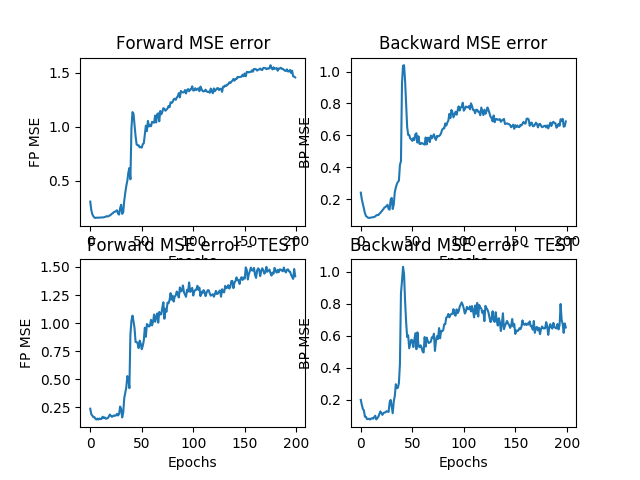 Forward MSE error
Backward MSE error
FP MSE
1.5
1.0
0.5
BP MSE
1.0
0.8
0.6
0.4
0.2
0 50 100 150 200
0 50 100 150 200
Epochs
Epochs
Forward MSE error - TEST
Backward MSE error - TEST
FP MSE
1.50
1.25
1.00
0.75
0.50
0.25
BP MSE
1.0
0.8
0.6
0.4
0.2
0 50 100 150 200
0 50 100 150 200
Epochs
Epochs